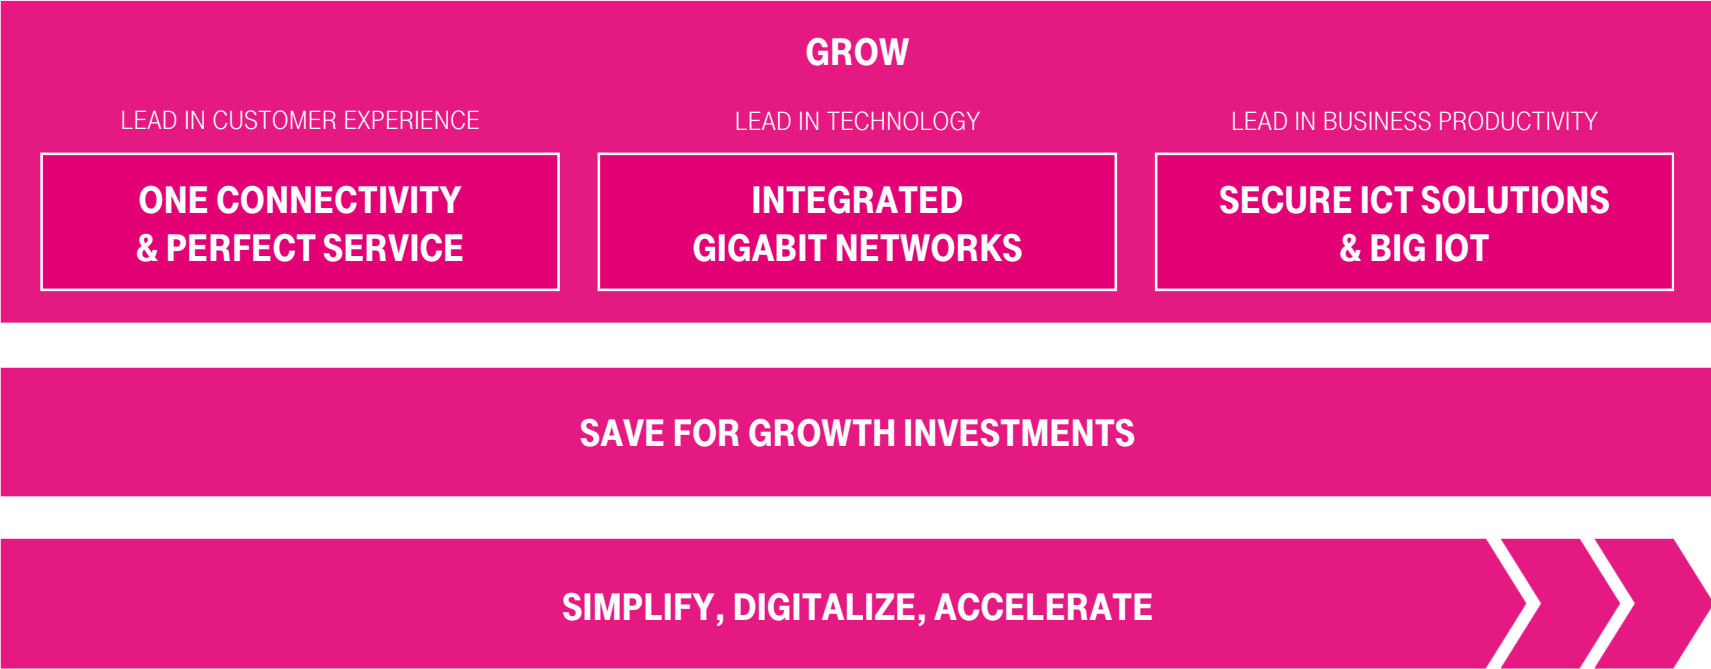 GROW
LEAD IN CUSTOMER EXPERIENCE
ONE CONNECTIVITY
& PERFECT SERVICE
LEAD IN TECHNOLOGY
INTEGRATED
GIGABIT NETWORKS
LEAD IN BUSINESS PRODUCTIVITY
SECURE ICT SOLUTIONS
& BIG IOT
SAVE FOR GROWTH INVESTMENTS
SIMPLIFY, DIGITALIZE, ACCELERATE